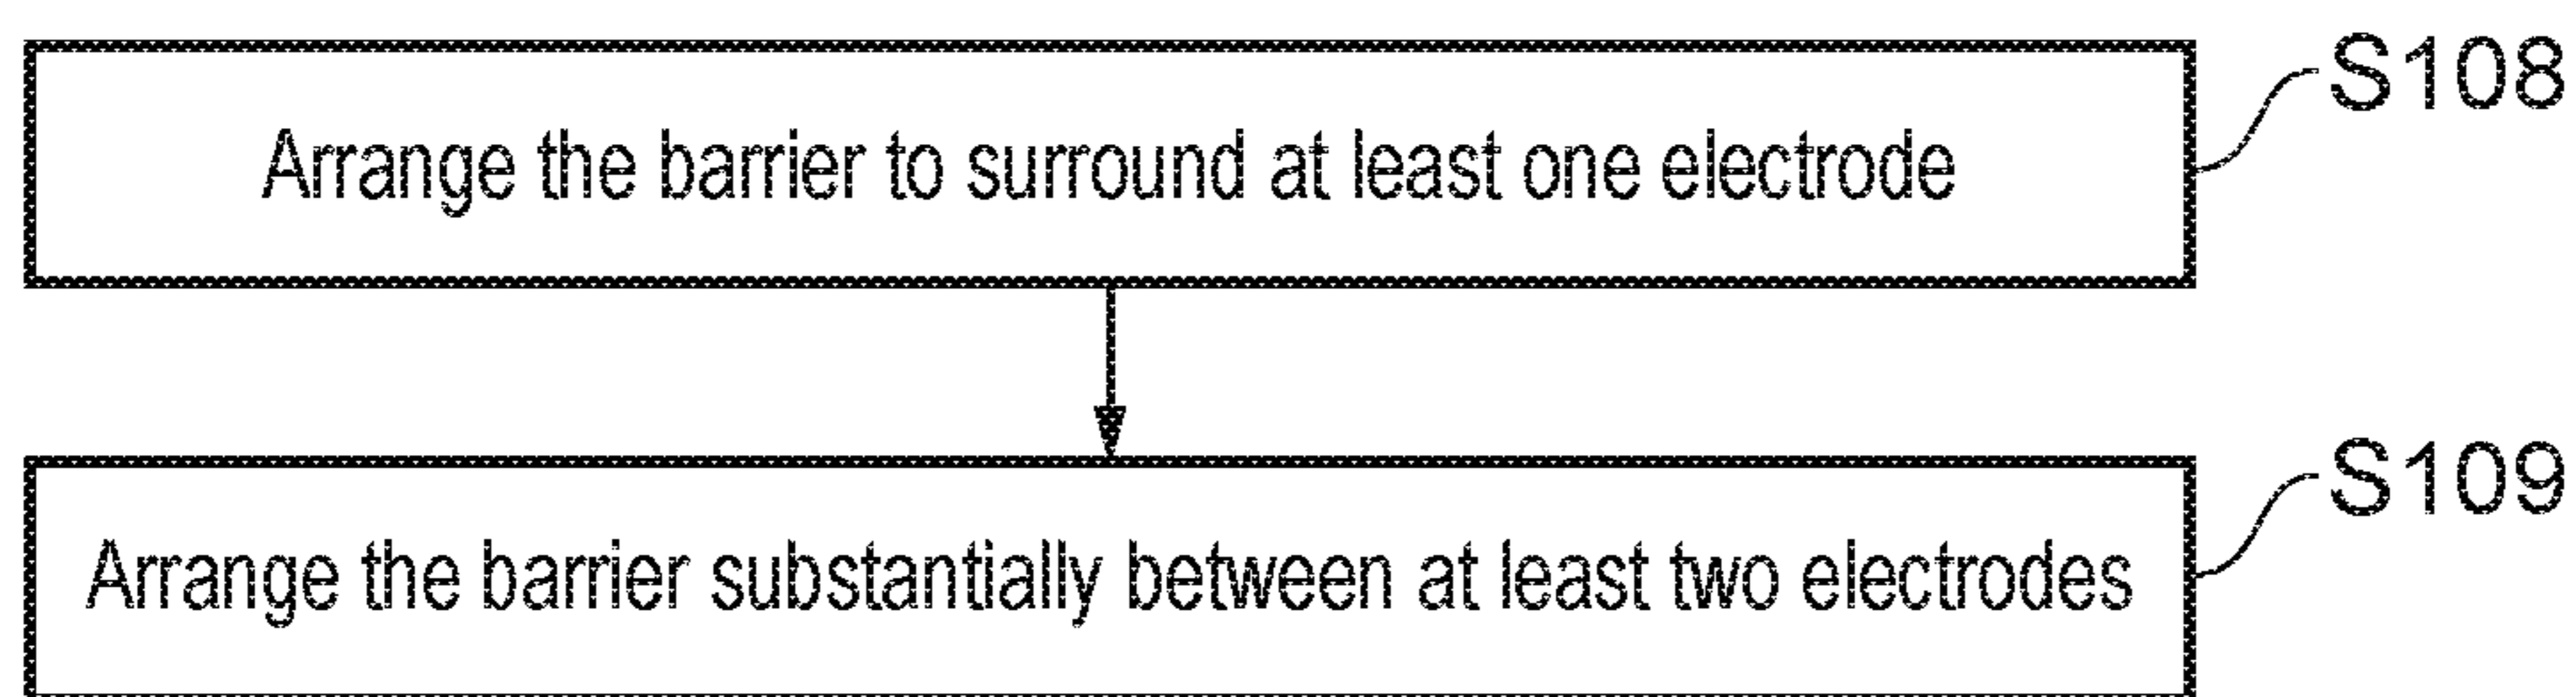 Arrange the barrier to surround at least one electrode
S108
Arrange the barrier substantially between at least two electrodes
S109